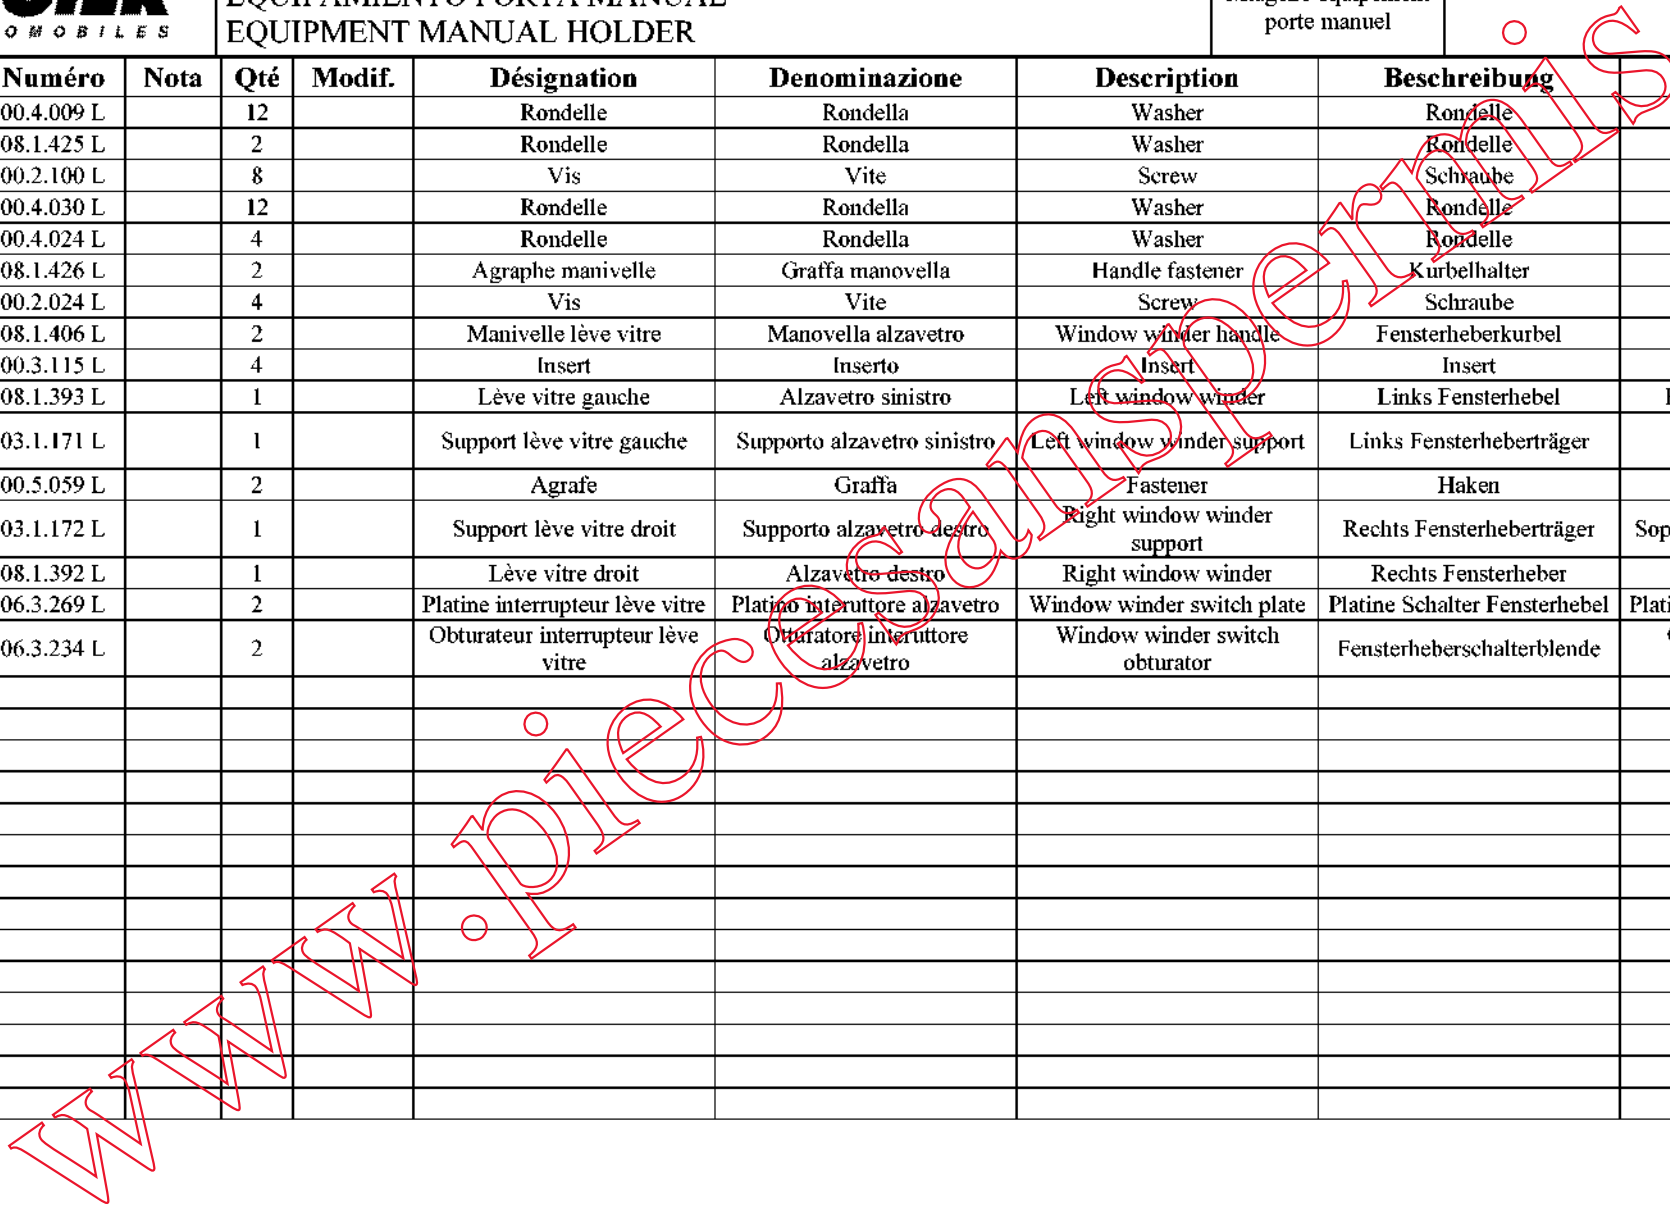 OMOBILES
EQUIPAMIENTO PORTA MANUAL
EQUIPMENT MANUAL HOLDER
porte manuel
Numéro Nota Qté Modif. Désignation Denominazione Description Beschreibung
00.4.009 L 12 Rondelle Rondella Washer Rondelle
08.1.425 L 2 Rondelle Rondella Washer Rondelle
00.2.100 L 8 Vis Vite Screw Schraube
00.4.030 L 12 Rondelle Rondella Washer Rondelle
00.4.024 L 4 Rondelle Rondella Washer Rondelle
08.1.426 L 2 Agraphe manivelle Graffa manovella Handle fastener Kurbelhalter
00.2.024 L 4 Vis Vite Screw Schraube
08.1.406 L 2 Manivelle lève vitre Manovella alzavetro Window winder handle Fensterheberkurbel
00.3.115 L 4 Insert Inserto Insert Insert
08.1.393 L 1 Lève vitre gauche Alzavetro sinistro Left window winder Links Fensterhebel
03.1.171 L 1 Support lève vitre gauche Supporto alzavetro sinistro Left window winder support Links Fensterheberträger
00.5.059 L 2 Agrafe Graffa Fastener Haken
03.1.172 L 1 Support lève vitre droit Supporto alzavetro destro Right window winder support Rechts Fensterheberträger Sop
08.1.392 L 1 Lève vitre droit Alzavetro destro Right window winder Rechts Fensterheber
06.3.269 L 2 Platine interrupteur lève vitre Platino interuttore alzavetro Window winder switch plate Platine Schalter Fensterhebel Plati
06.3.234 L 2 Obturateur interrupteur lève vitre Otturatore interuttore alzavetro Window winder switch obturator Fensterheberschalterblende
www.piecesanspermis